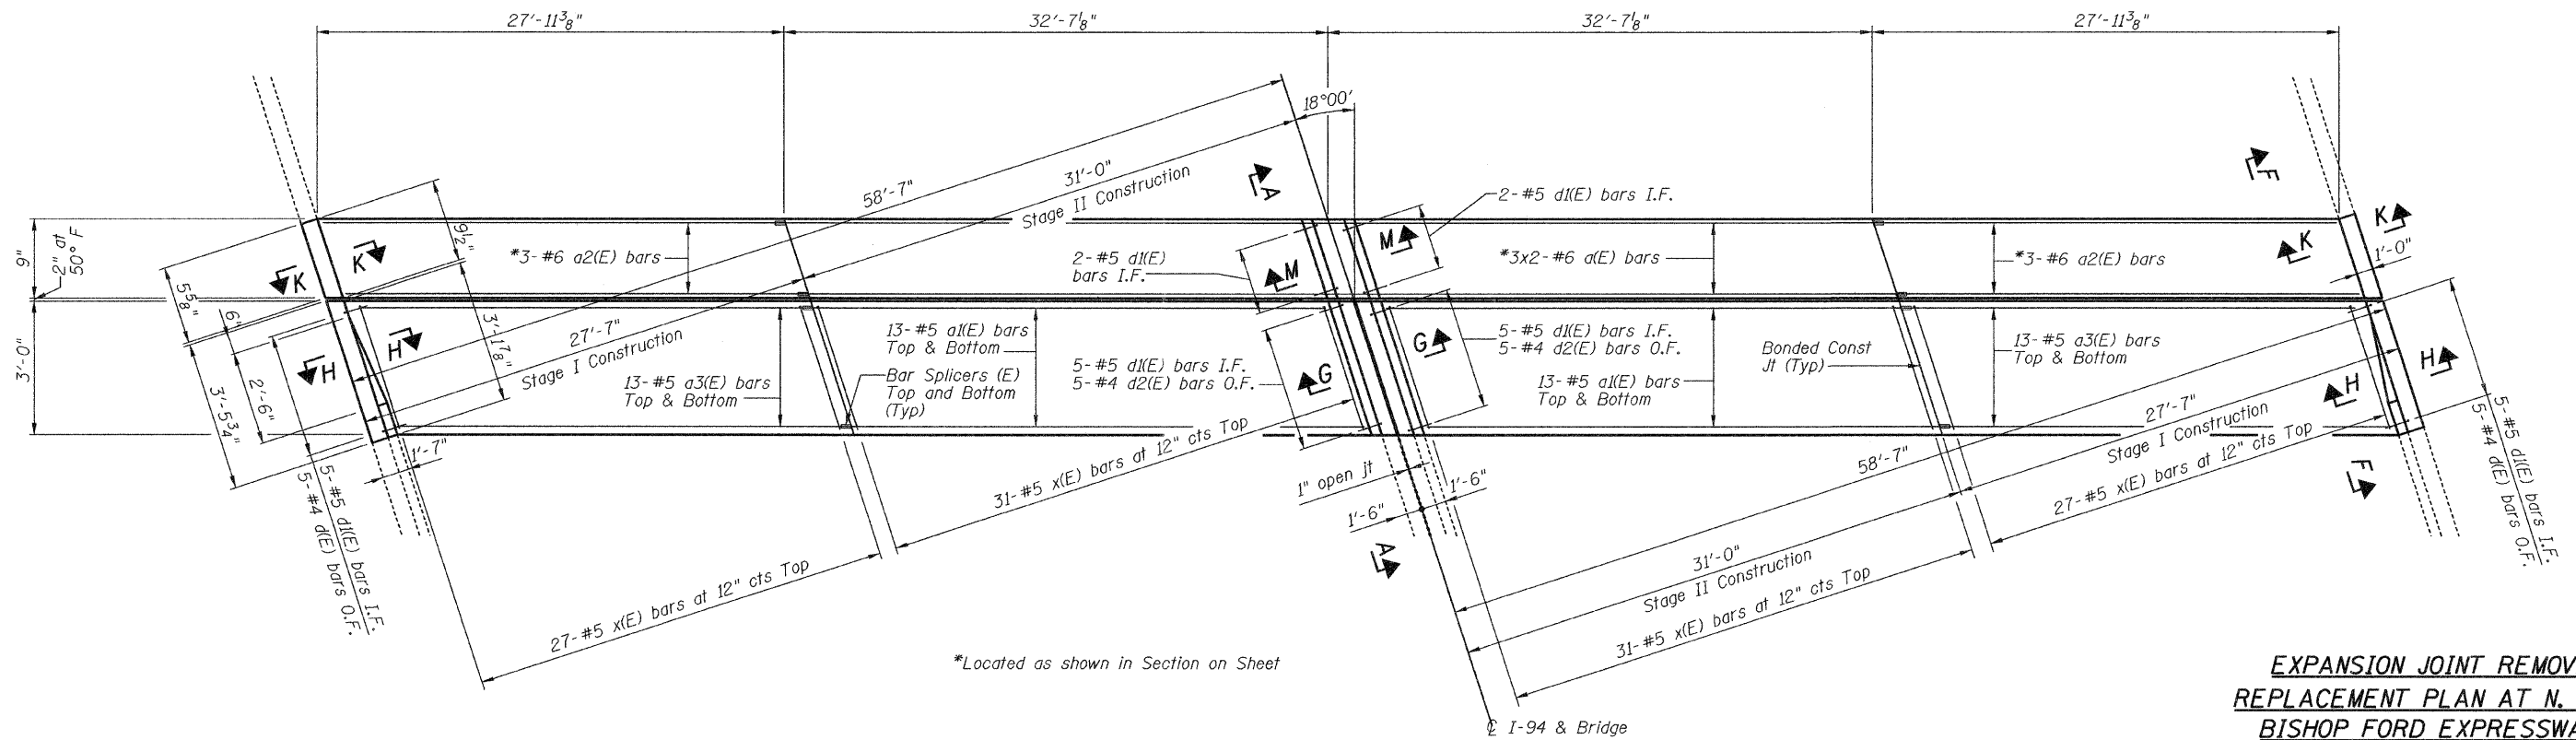 27'-11 3/8"
32'-7 1/8"
32'-7 1/8"
27'-11 3/8"
18°00'
58'-7"
31'-0"
Stage II Construction
A
2-#5 d1(E) bars I.F.
F
K
K
9 1/2"
9"
2" at
50° F
*3-#6 a2(E) bars
2-#5 d1(E)
bars I.F.
M
M
*3x2-#6 a(E) bars
*3-#6 a2(E) bars
K
K
1'-0"
5 5/8"
6"
3'-1 7/8"
27'-7"
Stage I Construction
3'-0"
H
H
2'-6"
3'-5 3/4"
13-#5 a3(E) bars
Top & Bottom
13-#5 a1(E) bars
Top & Bottom
Bar Splicers (E)
Top and Bottom
(Typ)
5-#5 d1(E) bars I.F.
5-#4 d2(E) bars O.F.
G
G
5-#5 d1(E) bars I.F.
5-#4 d2(E) bars O.F.
13-#5 a1(E) bars
Top & Bottom
Bonded Const
Jt (Typ)
13-#5 a3(E) bars
Top & Bottom
H
H
1'-7"
5-#5 d1(E) bars I.F.
5-#4 d(E) bars O.F.
31-#5 x(E) bars at 12" cts Top
27-#5 x(E) bars at 12" cts Top
1" open jt
1'-6"
1'-6"
A
58'-7"
27'-7"
Stage I Construction
27-#5 x(E) bars at 12" cts Top
F
5-#5 d1(E) bars I.F.
5-#4 d(E) bars O.F.
31'-0"
Stage II Construction
31-#5 x(E) bars at 12" cts Top
*Located as shown in Section on Sheet
℄ I-94 & Bridge
EXPANSION JOINT REMOV
REPLACEMENT PLAN AT N.
BISHOP FORD EXPRESSWA